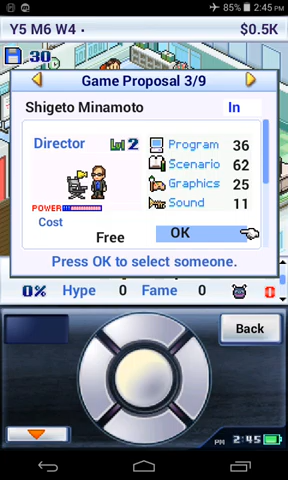 85% 2:45 PM
Y5 M6 W4 $0.5K
30
Game Proposal 3/9
Shigeto Minamoto In
Director Lvl 2
Program 36
Scenario 62
Graphics 25
Sound 11
POWER
Cost
Free
OK
Press OK to select someone.
0% Hype 0 Fame 0 0
Back
PM 2:45